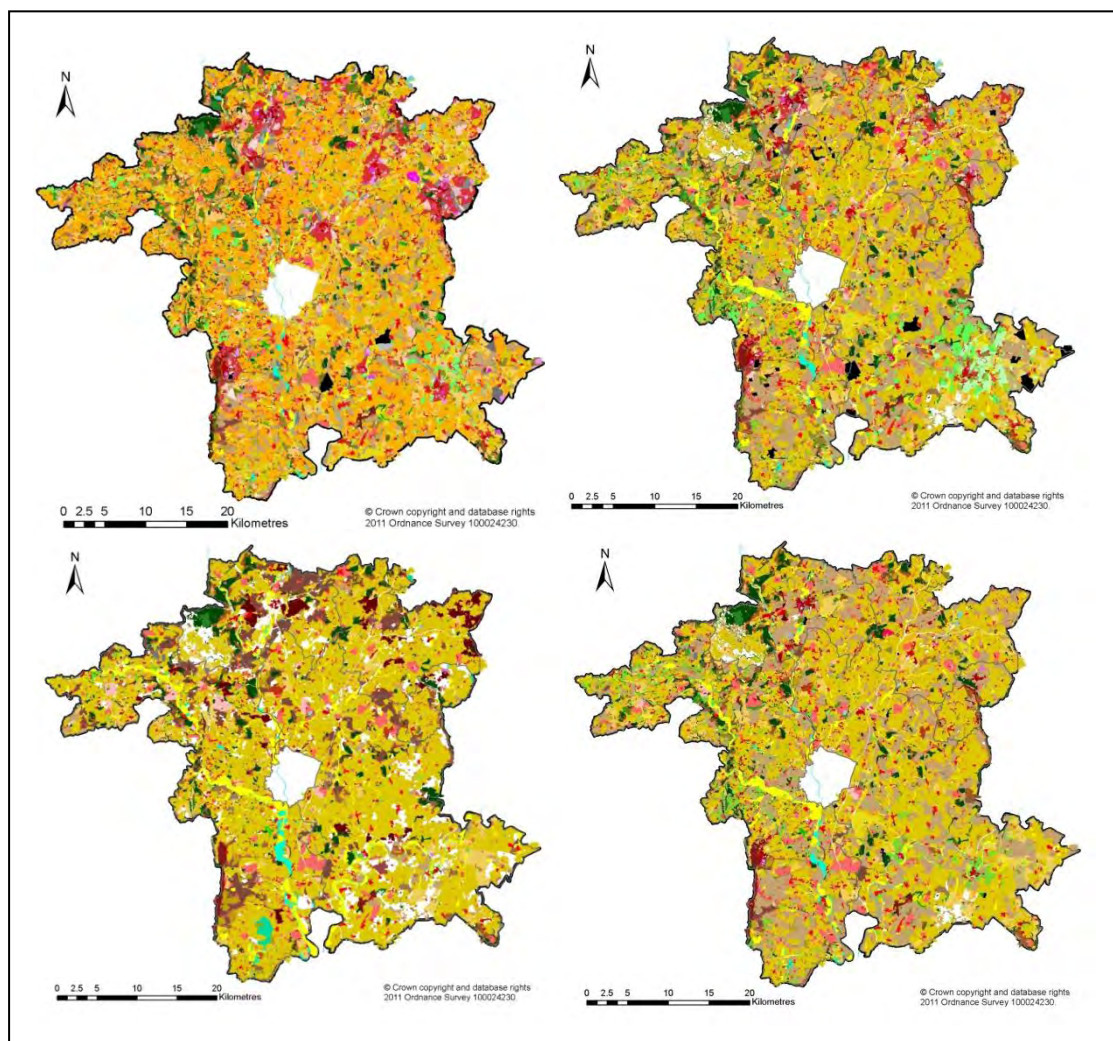 N
0 2.5 5 10 15 20
Kilometres
© Crown copyright and database rights
2011 Ordnance Survey 100024230.
N
0 2.5 5 10 15 20
Kilometres
© Crown copyright and database rights
2011 Ordnance Survey 100024230.
N
0 2.5 5 10 15 20
Kilometres
© Crown copyright and database rights
2011 Ordnance Survey 100024230.
N
0 2.5 5 10 15 20
Kilometres
© Crown copyright and database rights
2011 Ordnance Survey 100024230.